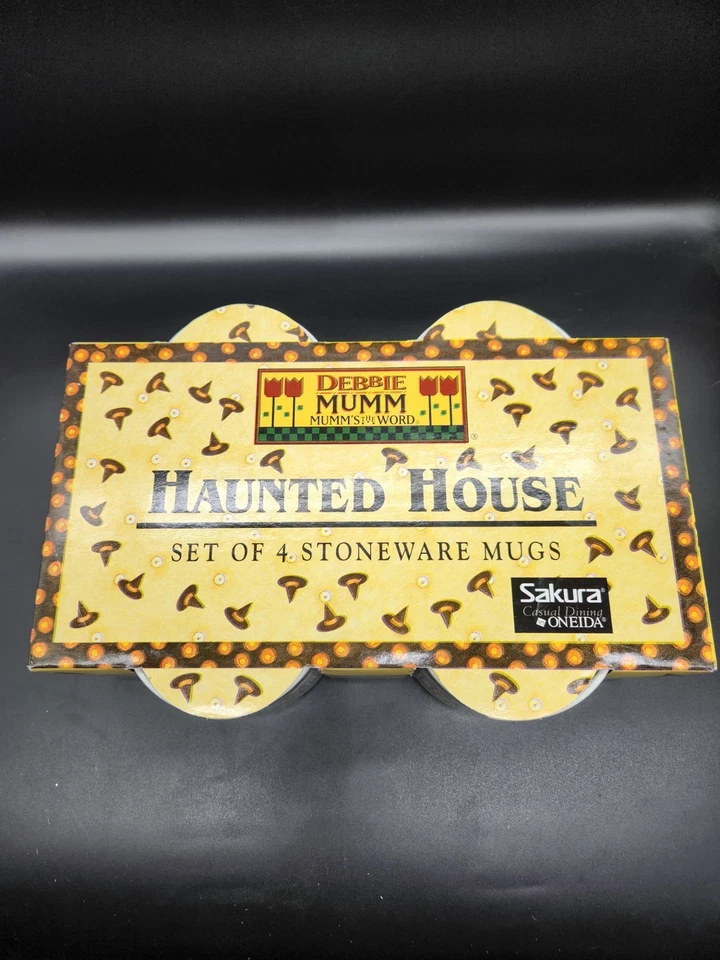 DEBBIE
MUMM
MUMM'S THE WORD®
HAUNTED HOUSE
SET OF 4 STONEWARE MUGS
Sakura®
Casual Dining
ONEIDA®